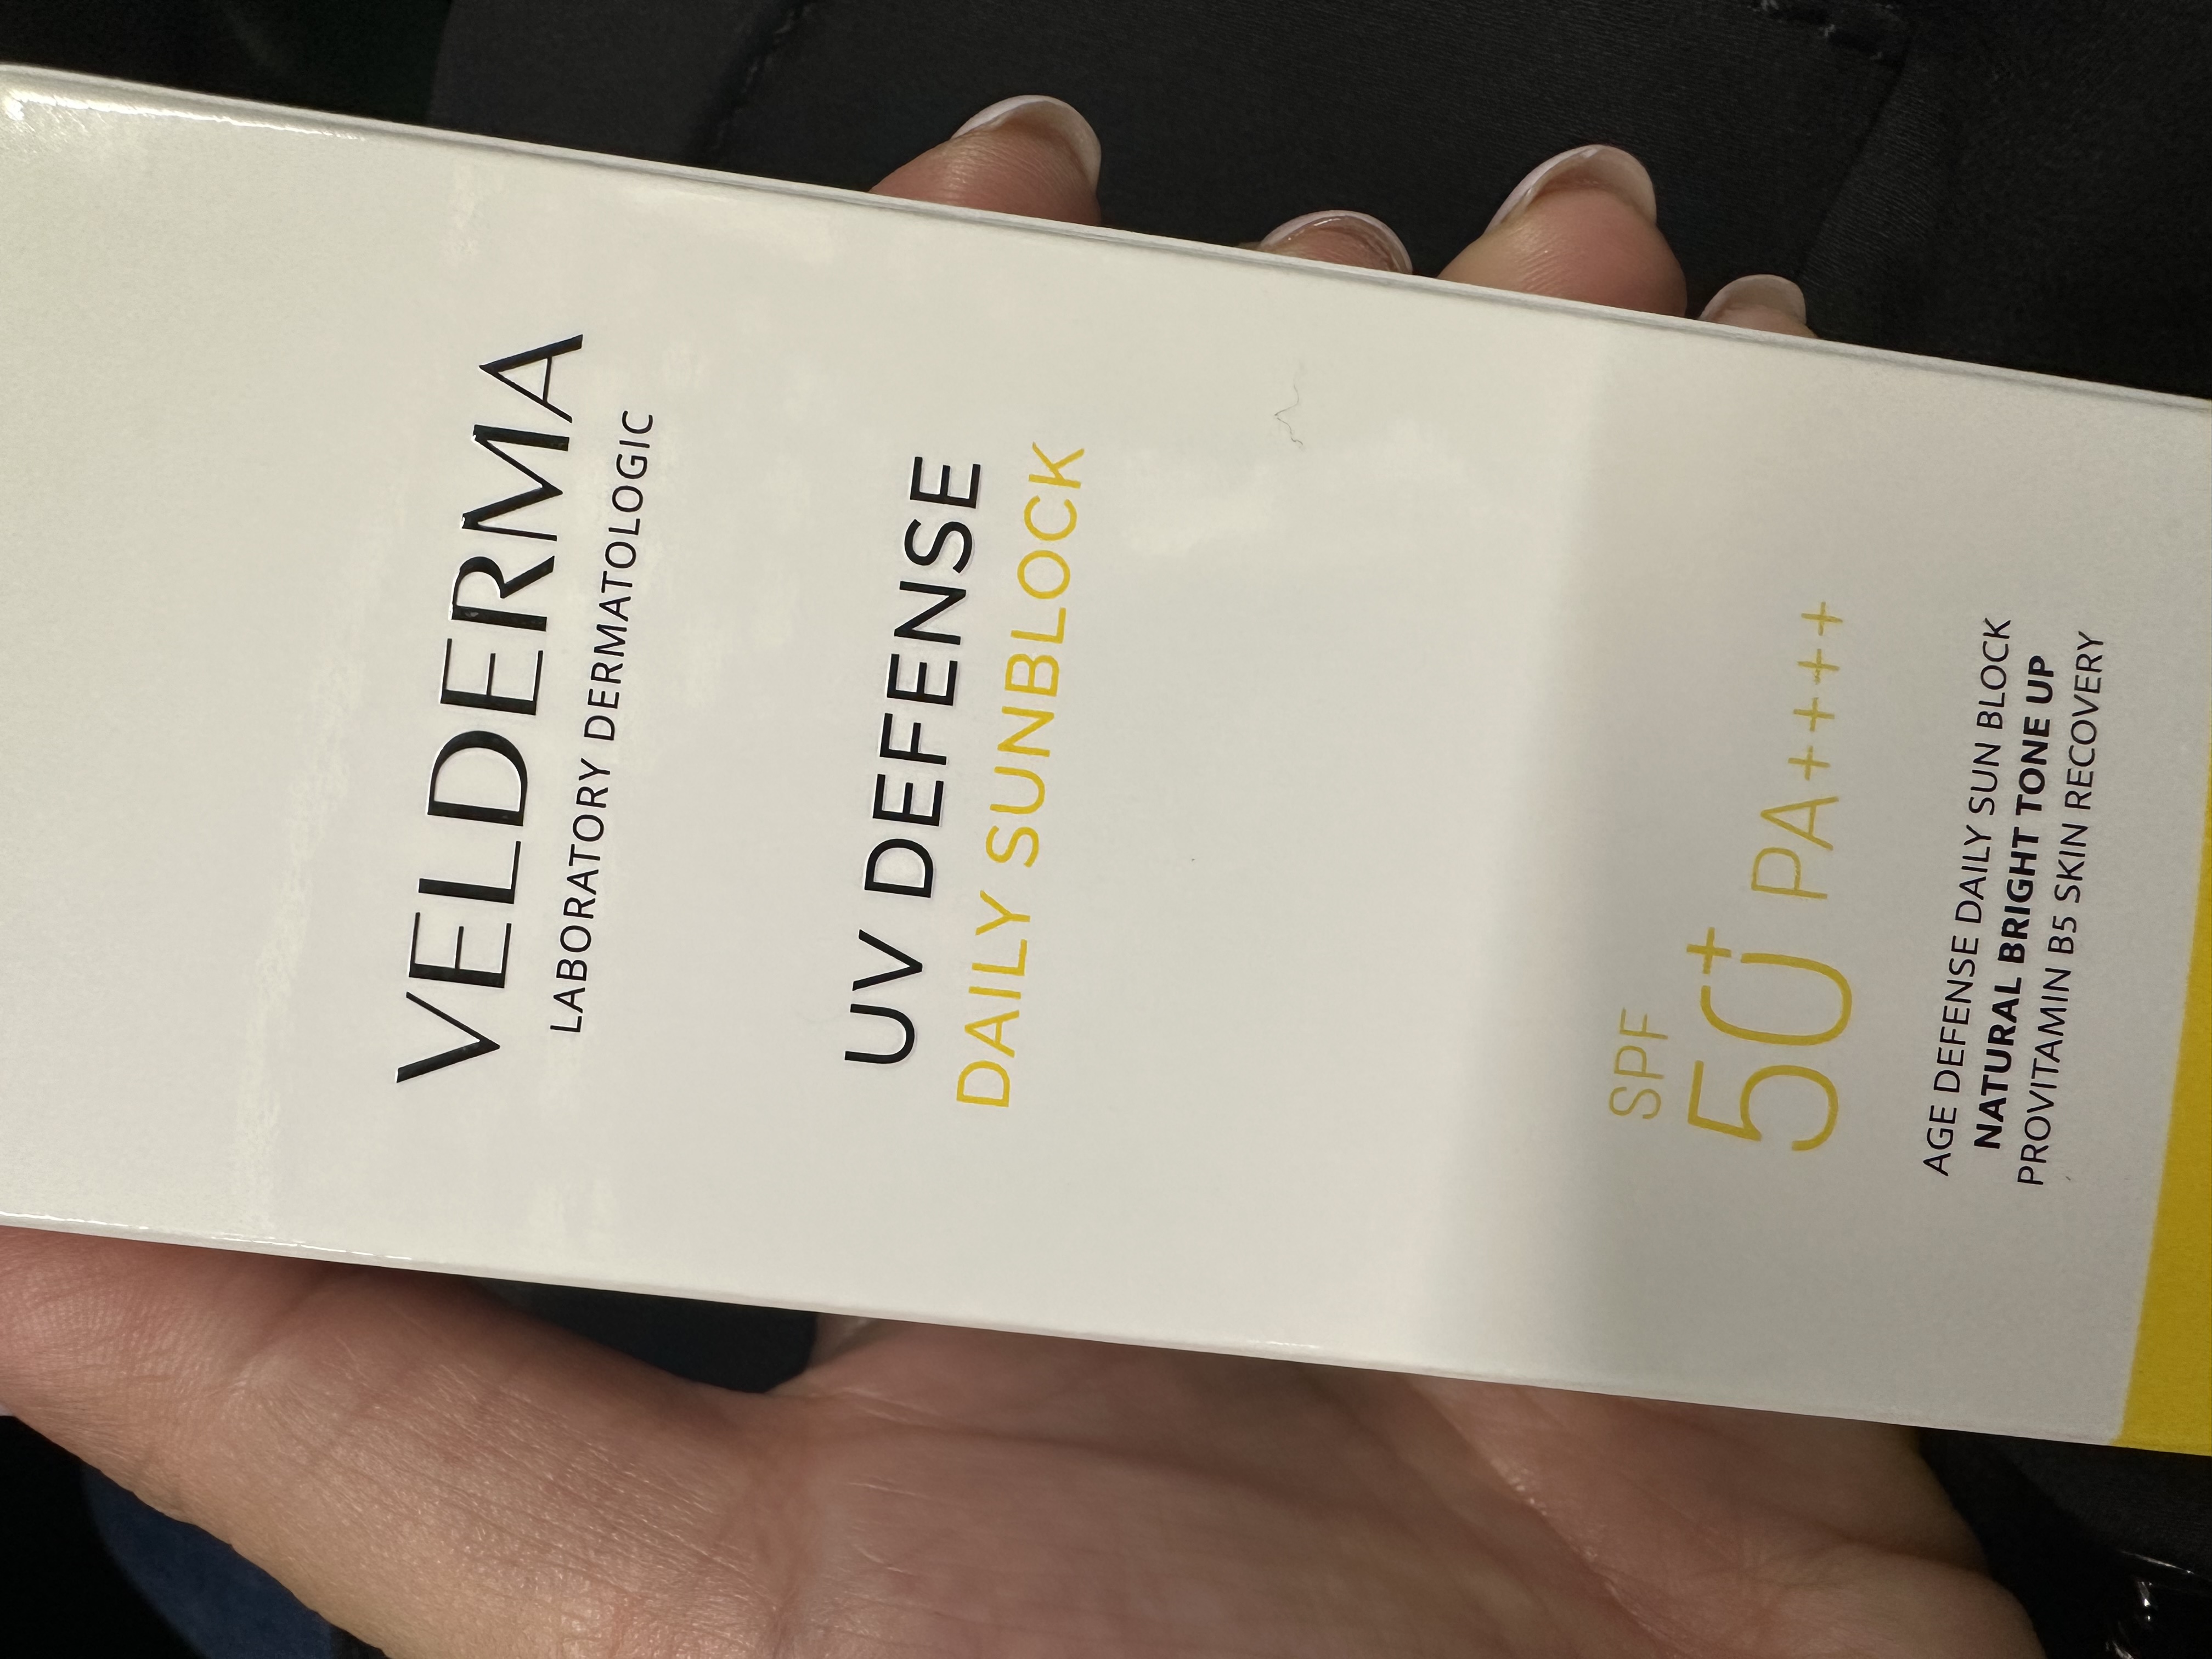 VELDERMA
LABORATORY DERMATOLOGIC
UV DEFENSE
DAILY SUNBLOCK
SPF
50+ PA++++
AGE DEFENSE DAILY SUN BLOCK
NATURAL BRIGHT TONE UP
PROVITAMIN B5 SKIN RECOVERY